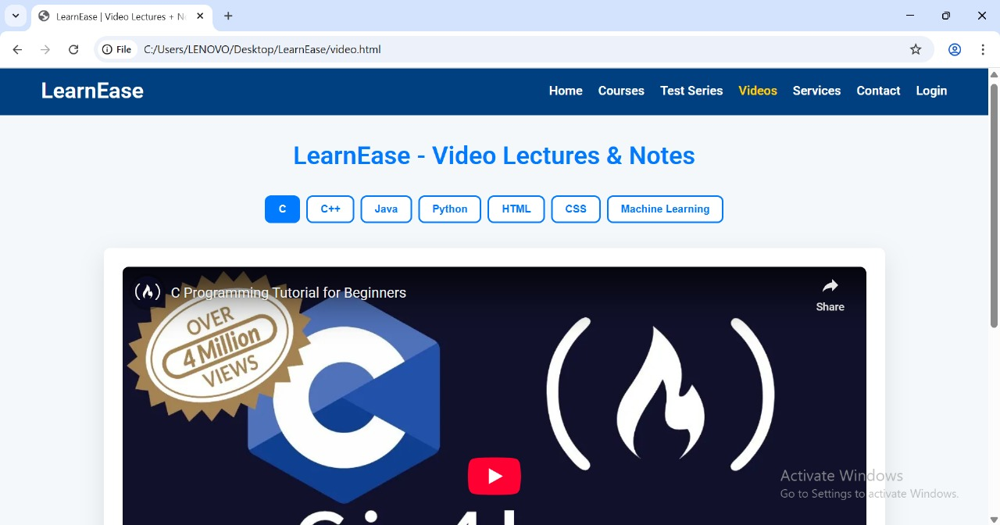 LearnEase | Video Lectures + N
File C:/Users/LENOVO/Desktop/LearnEase/video.html
LearnEase Home Courses Test Series Videos Services Contact Login
LearnEase - Video Lectures & Notes
C C++ Java Python HTML CSS Machine Learning
C Programming Tutorial for Beginners
Share
OVER
4 Million
VIEWS
Activate Windows
Go to Settings to activate Windows.